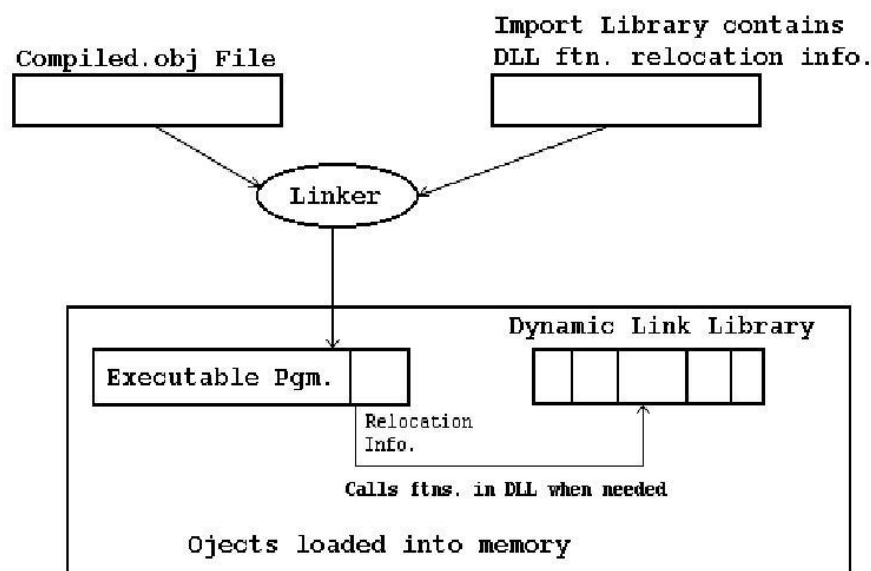 Import Library contains
DLL ftn. relocation info.
Compiled.obj File
Linker
Dynamic Link Library
Executable Pgm.
Relocation
Info.
Calls ftns. in DLL when needed
Ojects loaded into memory